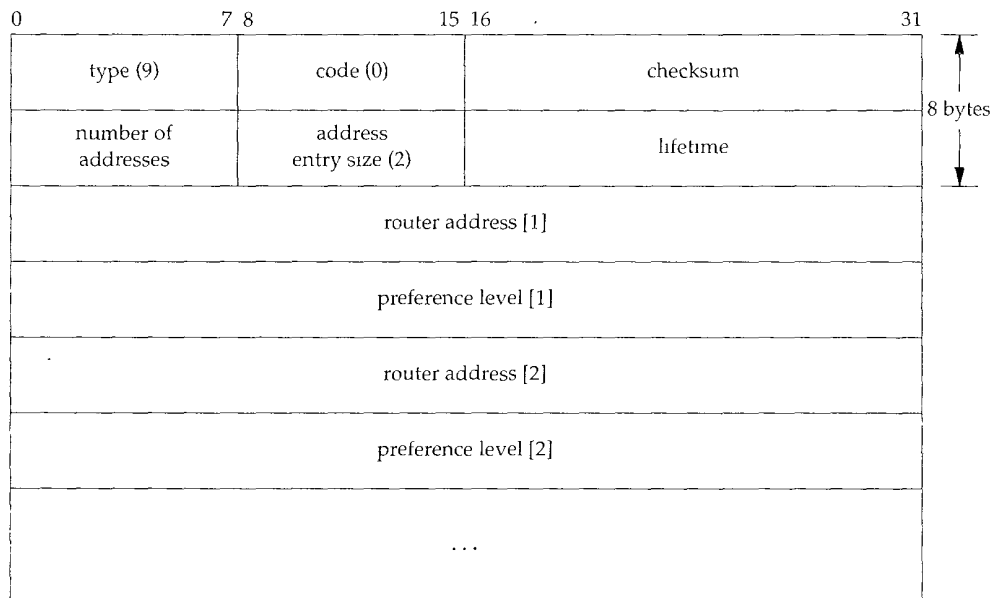 0 7 8 15 16 31
type (9) code (0) checksum
8 bytes
number of address lifetime
addresses entry size (2)
router address [1]
preference level [1]
router address [2]
preference level [2]
...